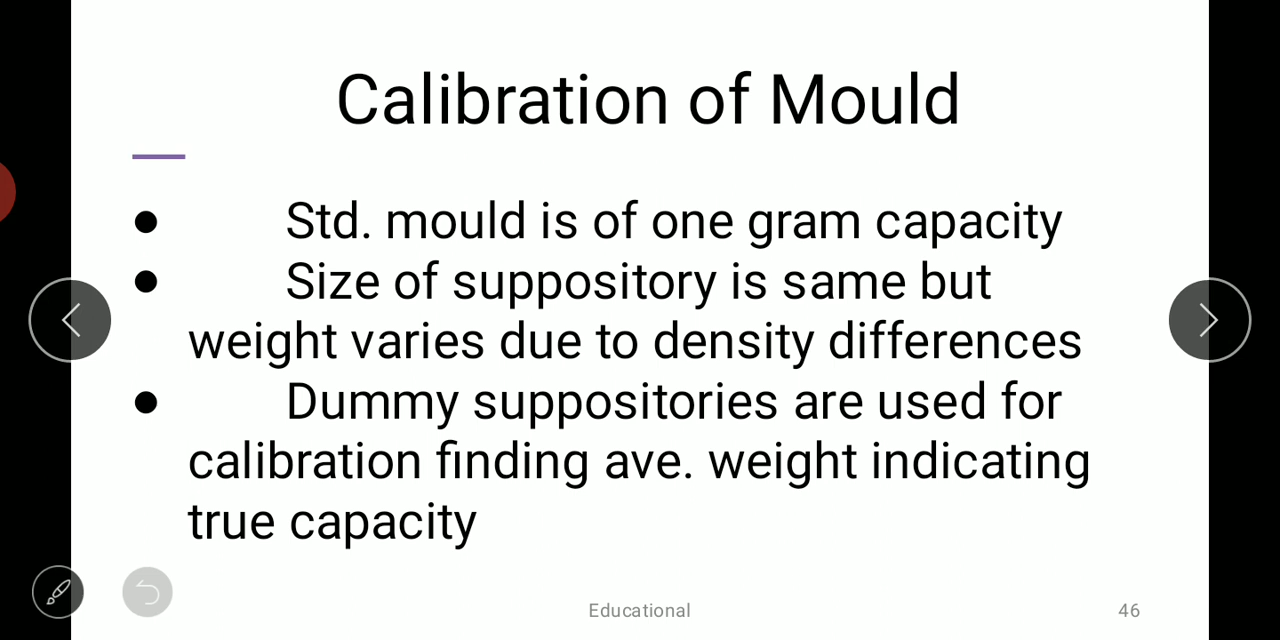 Calibration of Mould
● Std. mould is of one gram capacity
● Size of suppository is same but
weight varies due to density differences
● Dummy suppositories are used for
calibration finding ave. weight indicating
true capacity
Educational
46